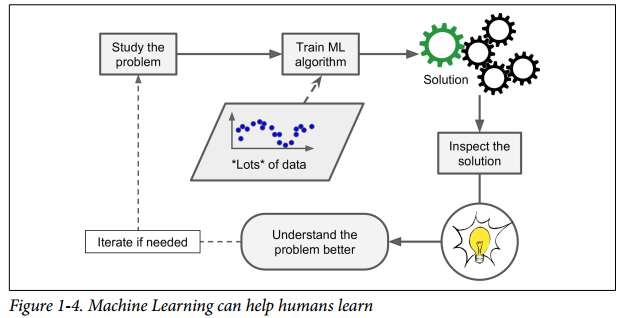 Study the
problem
Train ML
algorithm
Solution
*Lots* of data
Inspect the
solution
Understand the
problem better
Iterate if needed
Figure 1-4. Machine Learning can help humans learn